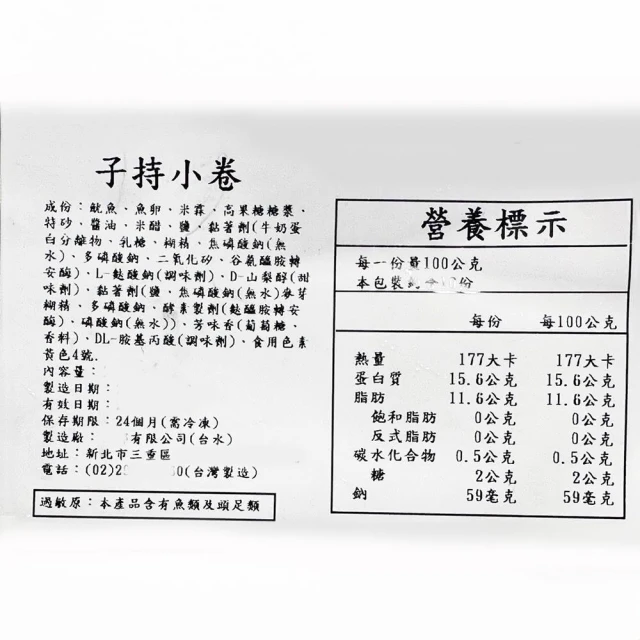 子持小卷
成份：魷魚、魚卵、米霖、高果糖糖漿、
特砂、醬油、米醋、鹽、黏著劑(牛奶蛋
白分離物、乳糖、糊精、焦磷酸鈉(無
水)、多磷酸鈉、二氧化矽、谷氨醯胺轉
安酶)、L-麩酸鈉(調味劑)、D-山梨醇(甜
味劑)、黏著劑(鹽、焦磷酸鈉(無水)麥芽
糊精、多磷酸鈉、酵素製劑(麩醯胺轉安
酶)、磷酸鈉(無水))、芳味香(葡萄糖、
香料)、DL-胺基丙酸(調味劑)、食用色素
黃色4號.
內容量：
製造日期：
有效日期：
保存期限：24個月(需冷凍)
製造廠：有限公司(台水)
地址：新北市三重區
電話：(02)2 0(台灣製造)
過敏原：本產品含有魚類及頭足類
營養標示
每一份量100公克
本包裝 份
每份 每100公克
熱量 177大卡 177大卡
蛋白質 15.6公克 15.6公克
脂肪 11.6公克 11.6公克
飽和脂肪 0公克 0公克
反式脂肪 0公克 0公克
碳水化合物 0.5公克 0.5公克
糖 2公克 2公克
鈉 59毫克 59毫克